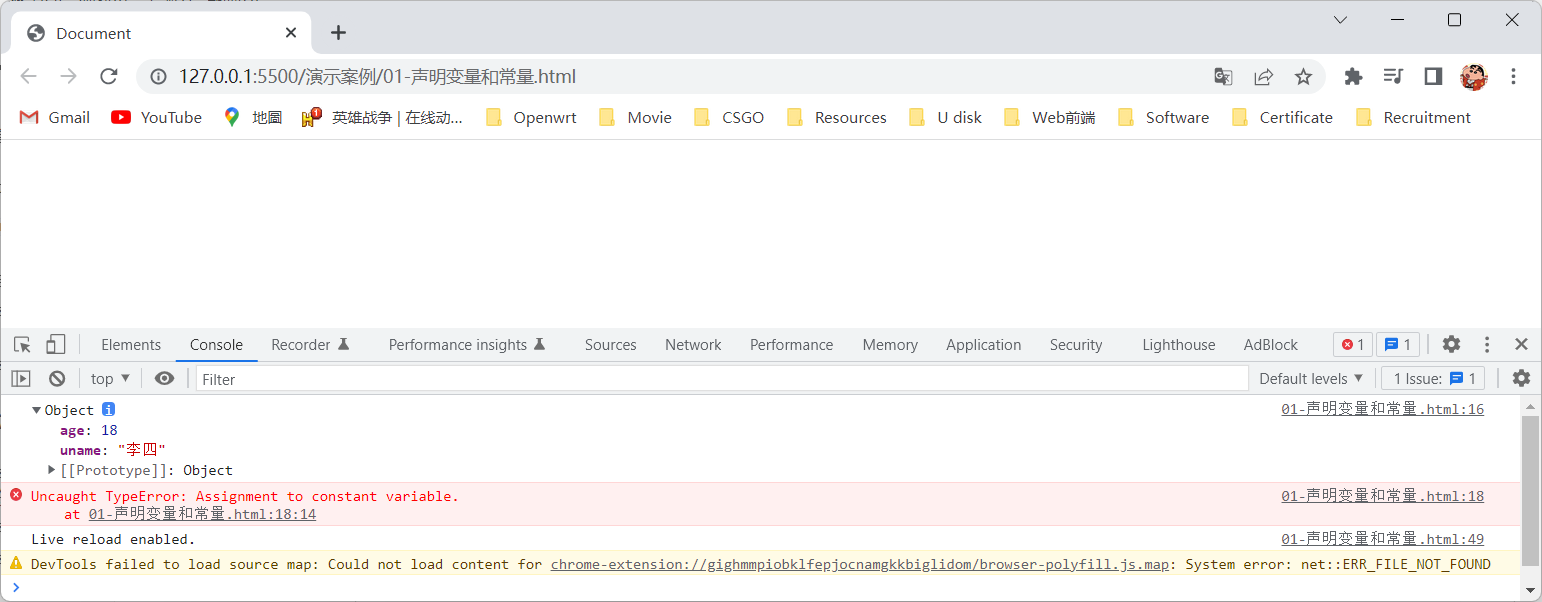 Document
127.0.0.1:5500/演示案例/01-声明变量和常量.html
Gmail YouTube 地圖 英雄战争 | 在线动... Openwrt Movie CSGO Resources U disk Web前端 Software Certificate Recruitment
Elements Console Recorder Performance insights Sources Network Performance Memory Application Security Lighthouse AdBlock 1 1
top Filter Default levels 1 Issue: 1
Object 01-声明变量和常量.html:16
age: 18
uname: "李四"
[[Prototype]]: Object
Uncaught TypeError: Assignment to constant variable. 01-声明变量和常量.html:18
at 01-声明变量和常量.html:18:14
Live reload enabled. 01-声明变量和常量.html:49
DevTools failed to load source map: Could not load content for chrome-extension://gighmmpiobklfepjocnamgkkbiglidom/browser-polyfill.js.map: System error: net::ERR_FILE_NOT_FOUND